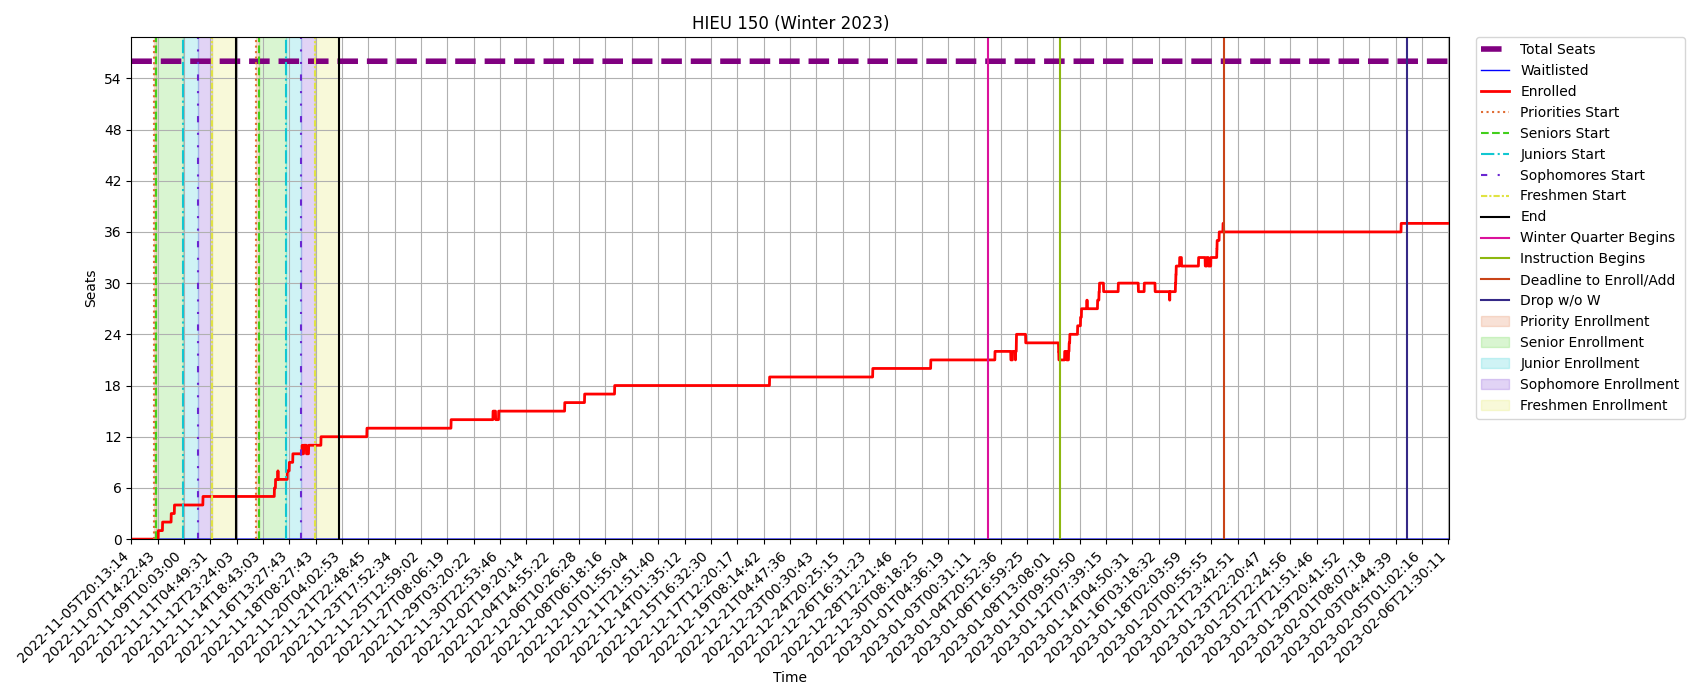 HIEU 150 (Winter 2023)
Seats
54
48
42
36
30
24
18
12
6
0
2022-11-05T20:13:14
2022-11-07T14:22:43
2022-11-09T10:03:00
2022-11-11T04:49:31
2022-11-12T23:24:03
2022-11-14T18:43:03
2022-11-16T13:27:43
2022-11-18T08:27:43
2022-11-20T04:02:53
2022-11-21T22:48:45
2022-11-23T17:52:34
2022-11-25T12:59:02
2022-11-27T08:06:19
2022-11-29T03:20:22
2022-11-30T22:53:46
2022-12-02T19:20:14
2022-12-04T14:55:22
2022-12-06T10:26:28
2022-12-08T06:18:16
2022-12-10T01:55:04
2022-12-11T21:51:40
2022-12-14T01:35:12
2022-12-15T16:32:30
2022-12-17T12:20:17
2022-12-19T08:14:42
2022-12-21T04:47:36
2022-12-23T00:30:43
2022-12-24T20:25:15
2022-12-26T16:31:23
2022-12-28T12:21:46
2022-12-30T08:18:25
2023-01-01T04:36:19
2023-01-03T00:31:11
2023-01-04T20:52:36
2023-01-06T16:59:25
2023-01-08T13:08:01
2023-01-10T09:50:50
2023-01-12T07:39:15
2023-01-14T04:50:31
2023-01-16T03:18:32
2023-01-18T02:03:59
2023-01-20T00:55:55
2023-01-21T23:42:51
2023-01-23T22:20:47
2023-01-25T22:24:56
2023-01-27T21:51:46
2023-01-29T20:41:52
2023-02-01T08:07:18
2023-02-03T04:44:39
2023-02-05T01:02:16
2023-02-06T21:30:11
Time
Total Seats
Waitlisted
Enrolled
Priorities Start
Seniors Start
Juniors Start
Sophomores Start
Freshmen Start
End
Winter Quarter Begins
Instruction Begins
Deadline to Enroll/Add
Drop w/o W
Priority Enrollment
Senior Enrollment
Junior Enrollment
Sophomore Enrollment
Freshmen Enrollment